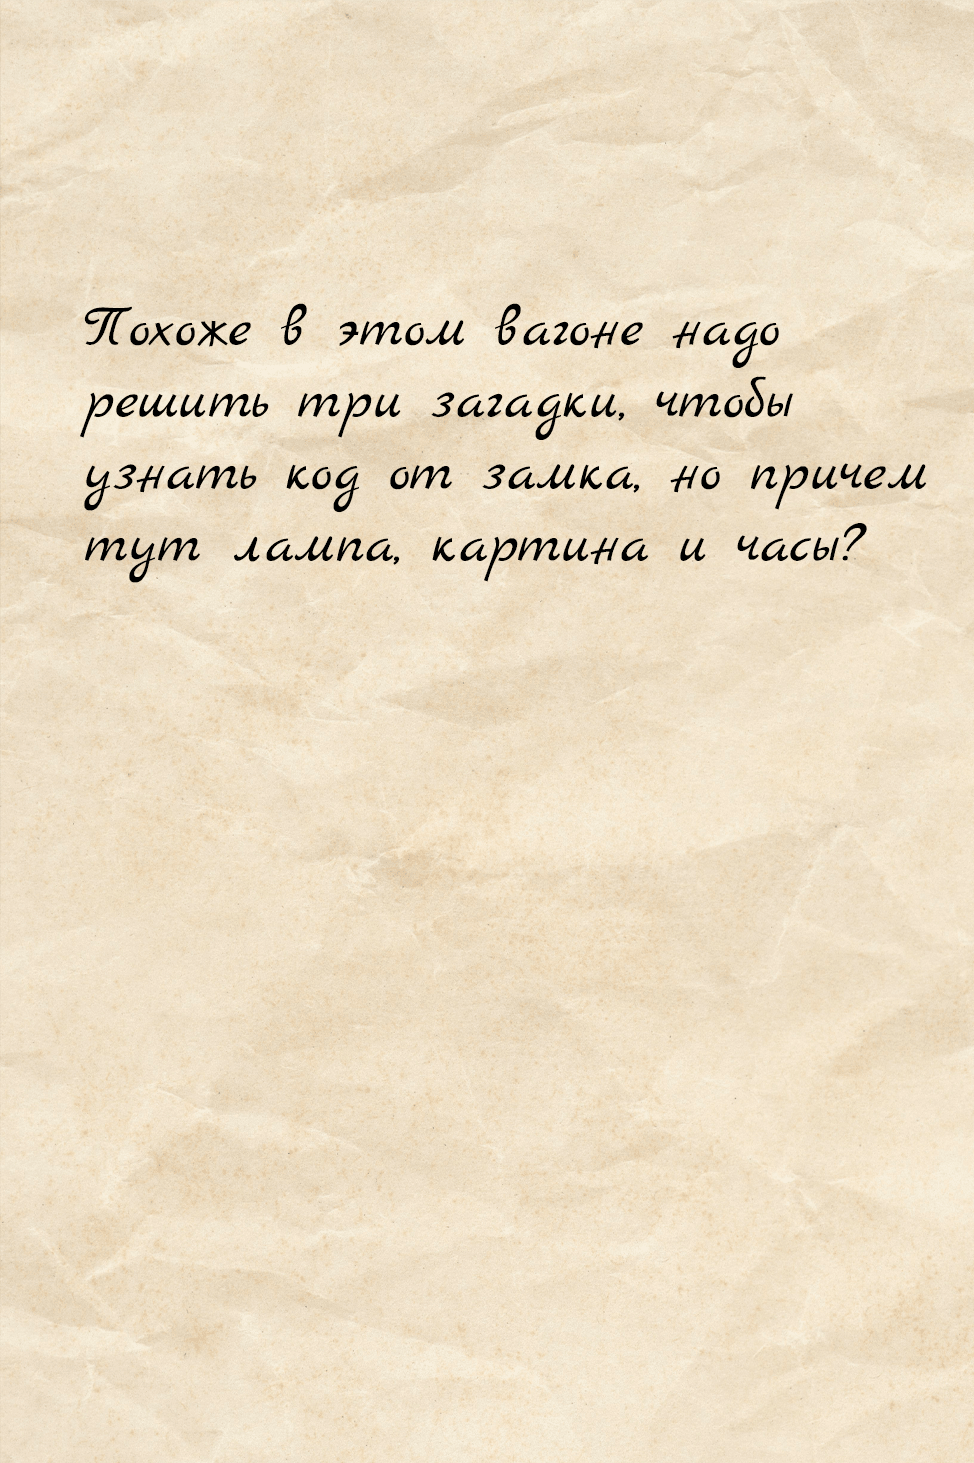 Похоже в этом вагоне надо
решить три загадки, чтобы
узнать код от замка, но причем
тут лампа, картина и часы?